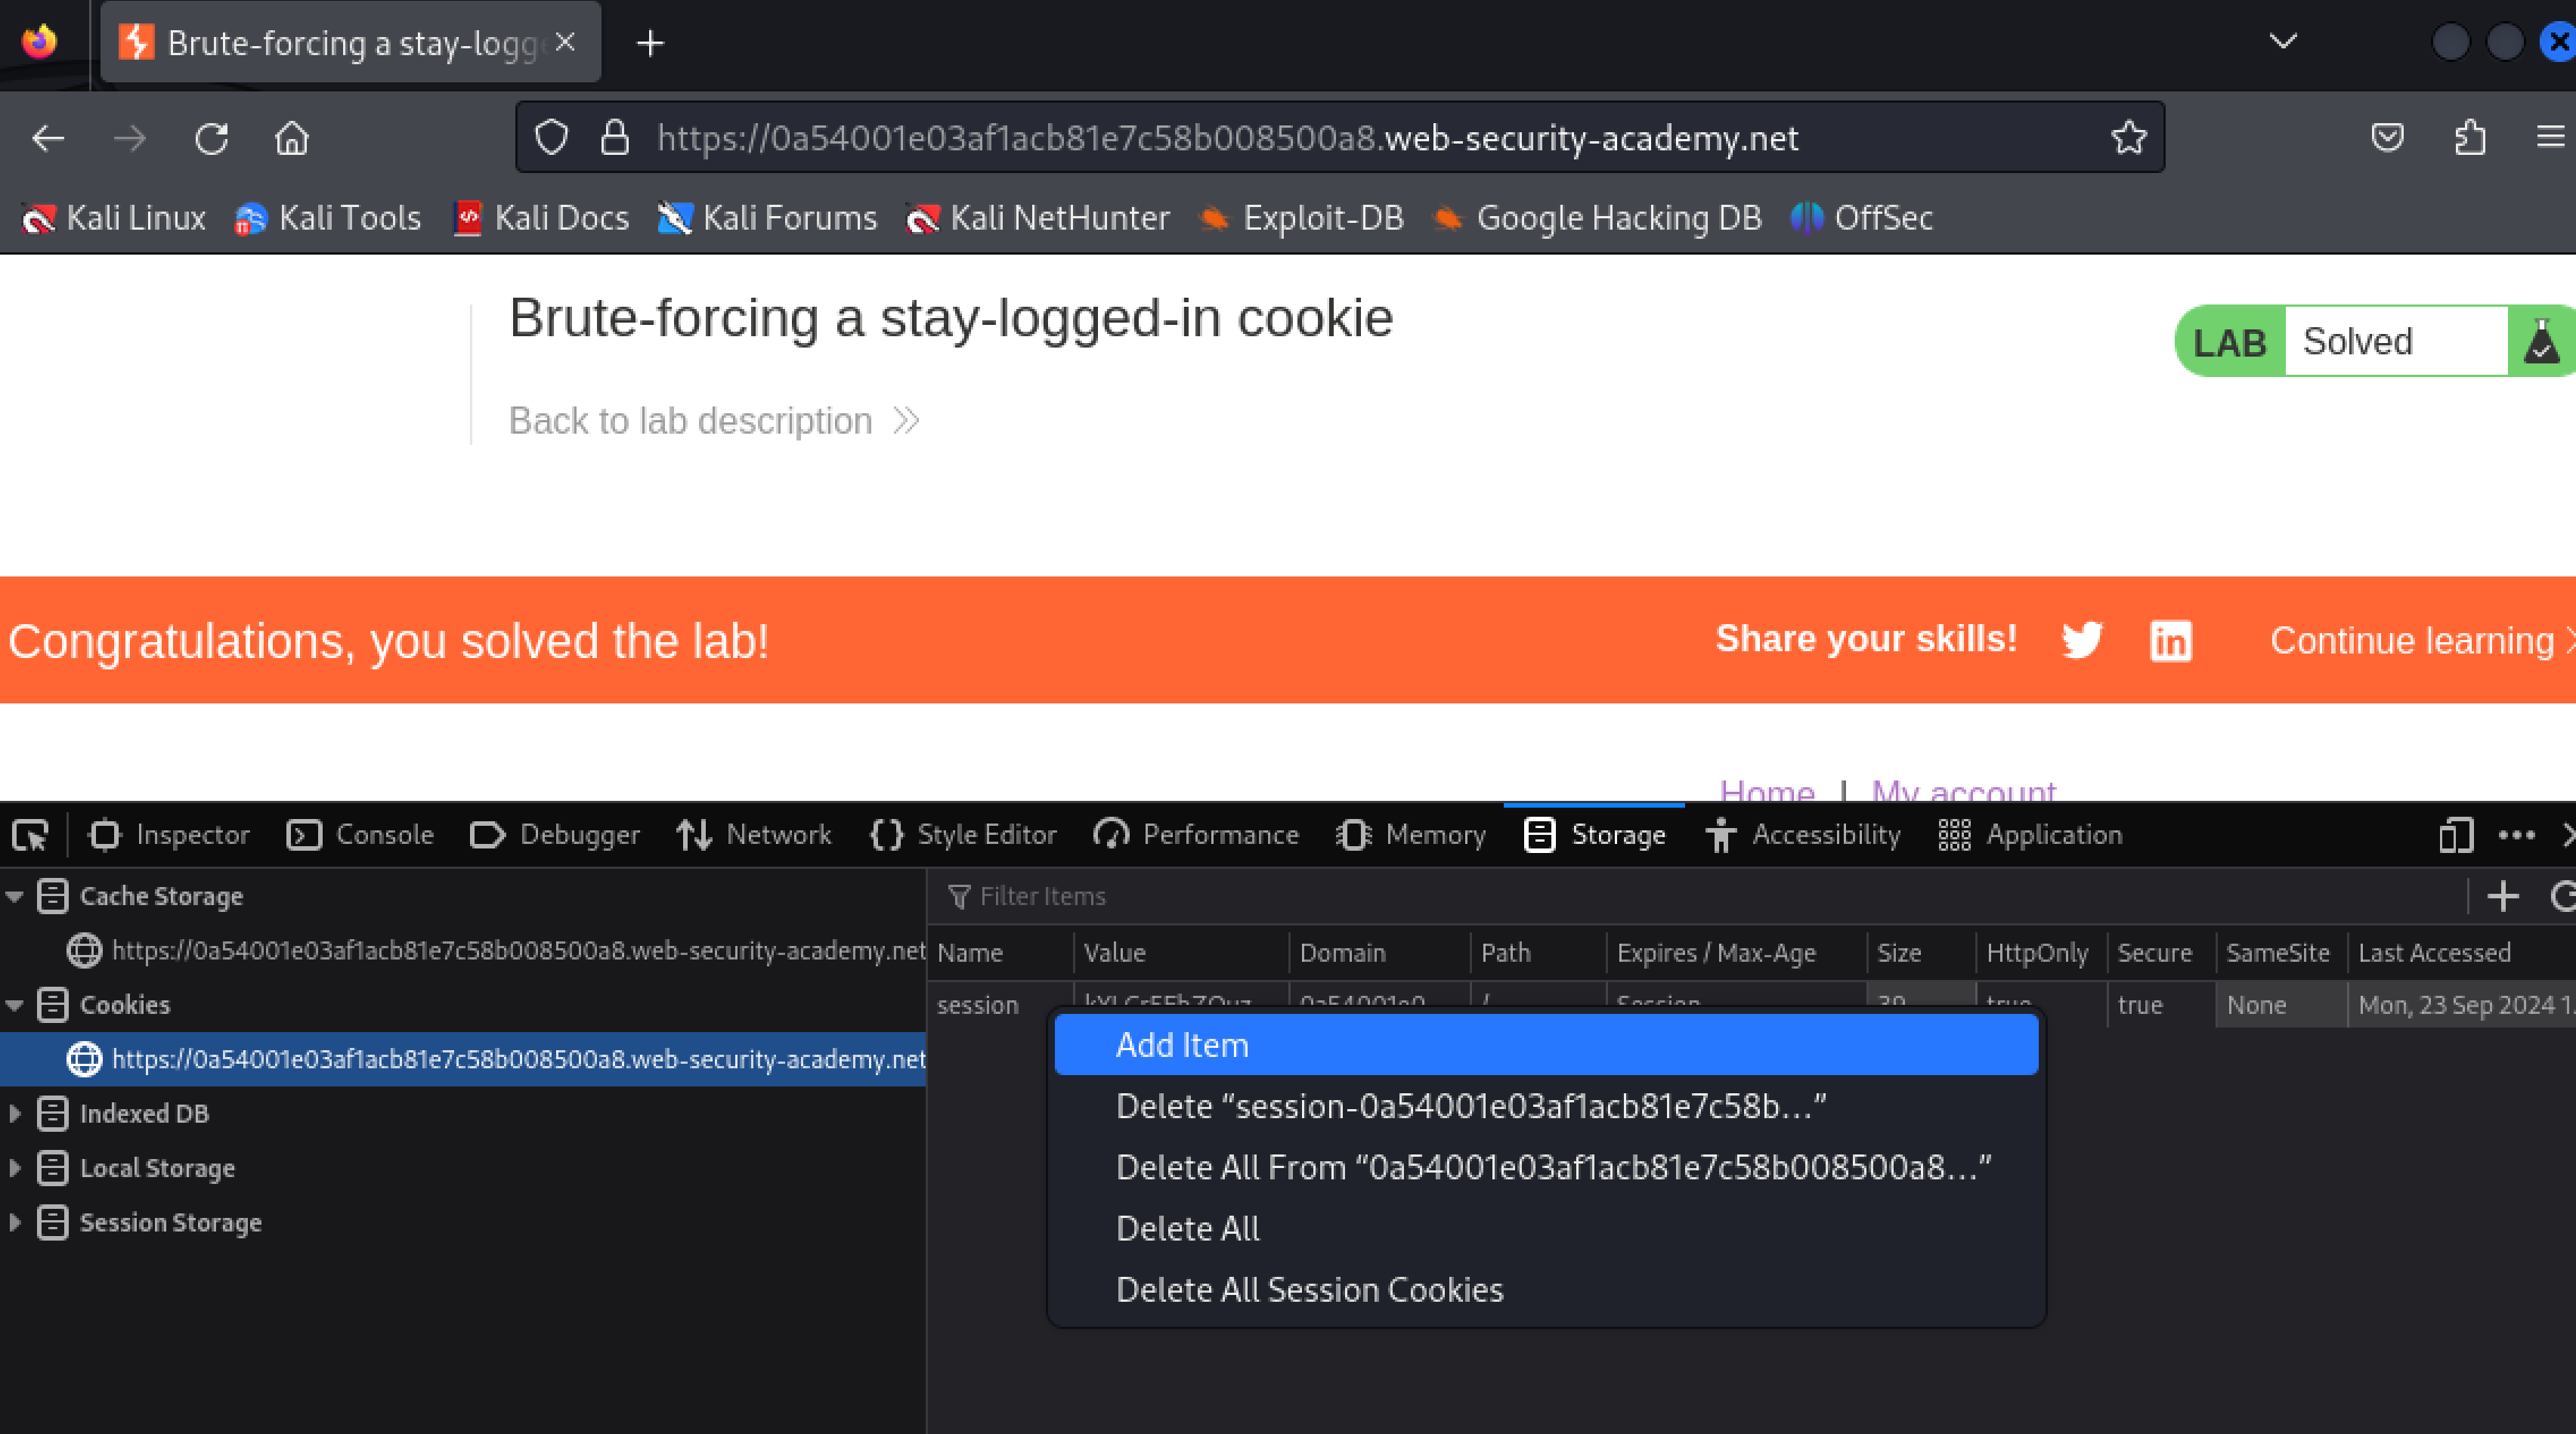 Brute-forcing a stay-logge
https://0a54001e03af1acb81e7c58b008500a8.web-security-academy.net
Kali Linux Kali Tools Kali Docs Kali Forums Kali NetHunter Exploit-DB Google Hacking DB OffSec
Brute-forcing a stay-logged-in cookie
LAB Solved
Back to lab description
Congratulations, you solved the lab! Share your skills! Continue learning
Home | My account
Inspector Console Debugger Network Style Editor Performance Memory Storage Accessibility Application
Cache Storage Filter Items
https://0a54001e03af1acb81e7c58b008500a8.web-security-academy.net
Name Value Domain Path Expires / Max-Age Size HttpOnly Secure SameSite Last Accessed
Cookies
session / Session 39 true true None Mon, 23 Sep 2024 1
https://0a54001e03af1acb81e7c58b008500a8.web-security-academy.net
Indexed DB
Local Storage
Session Storage
Add Item
Delete “session-0a54001e03af1acb81e7c58b...”
Delete All From “0a54001e03af1acb81e7c58b008500a8...”
Delete All
Delete All Session Cookies